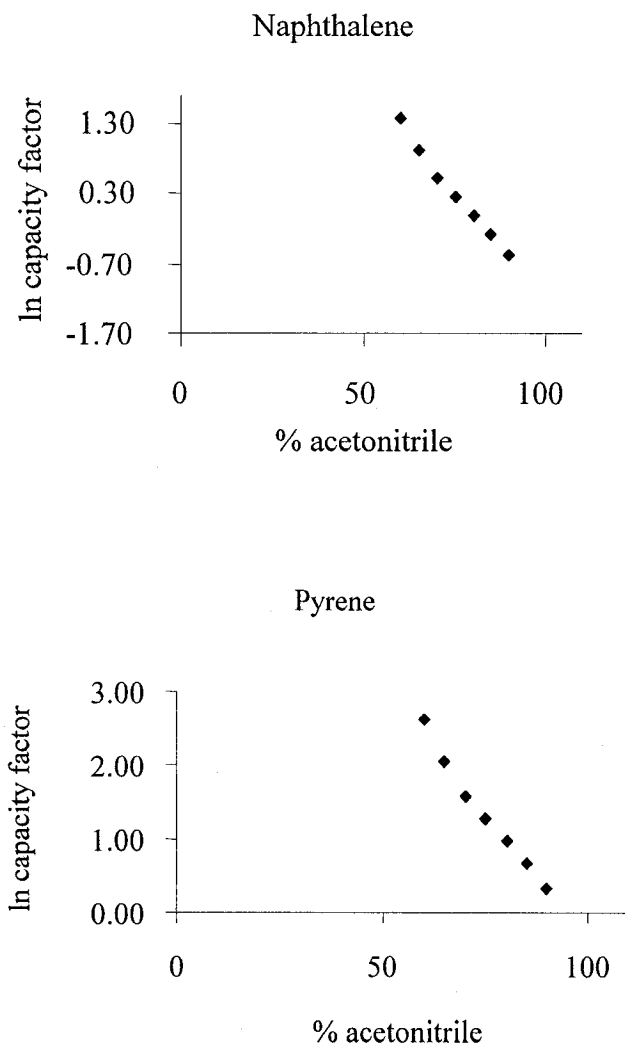 Naphthalene
ln capacity factor
1.30
0.30
-0.70
-1.70
0
50
100
% acetonitrile
Pyrene
ln capacity factor
3.00
2.00
1.00
0.00
0
50
100
% acetonitrile